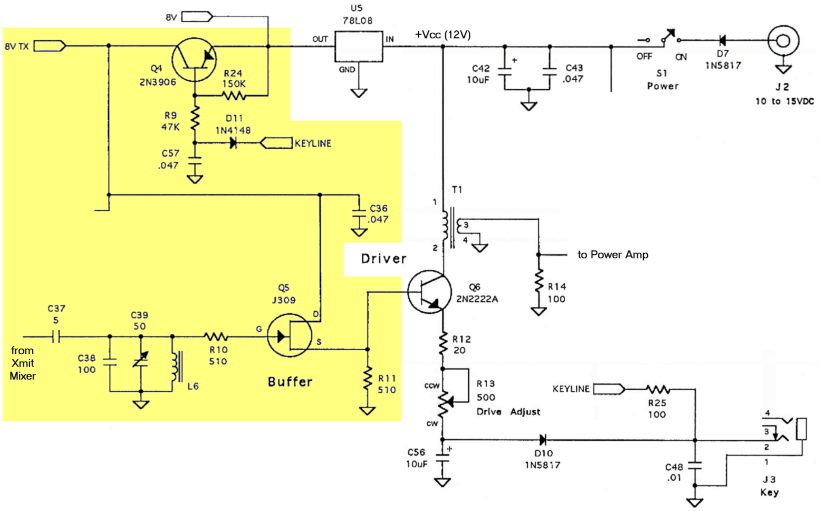 U5
78L08
8V
8V TX
OUT
IN
GND
+Vcc (12V)
Q4
2N3906
R24
150K
R9
47K
D11
1N4148
KEYLINE
C57
.047
C42
10uF
+
C43
.047
OFF
ON
S1
Power
D7
1N5817
J2
10 to 15VDC
C36
.047
T1
1
2
3
4
to Power Amp
R14
100
Driver
Q6
2N2222A
Q5
J309
D
G
S
C37
5
C39
50
from
Xmit
Mixer
C38
100
L6
R10
510
Buffer
R11
510
R12
20
CCW
R13
500
Drive Adjust
CW
KEYLINE
R25
100
C56
10uF
+
D10
1N5817
C48
.01
4
3
2
1
J3
Key